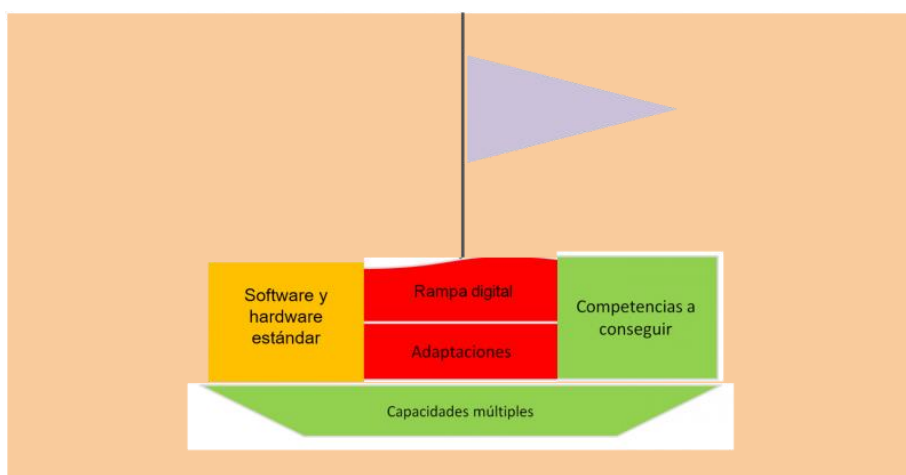 Software y
hardware
estándar
Rampa digital
Adaptaciones
Competencias a
conseguir
Capacidades múltiples